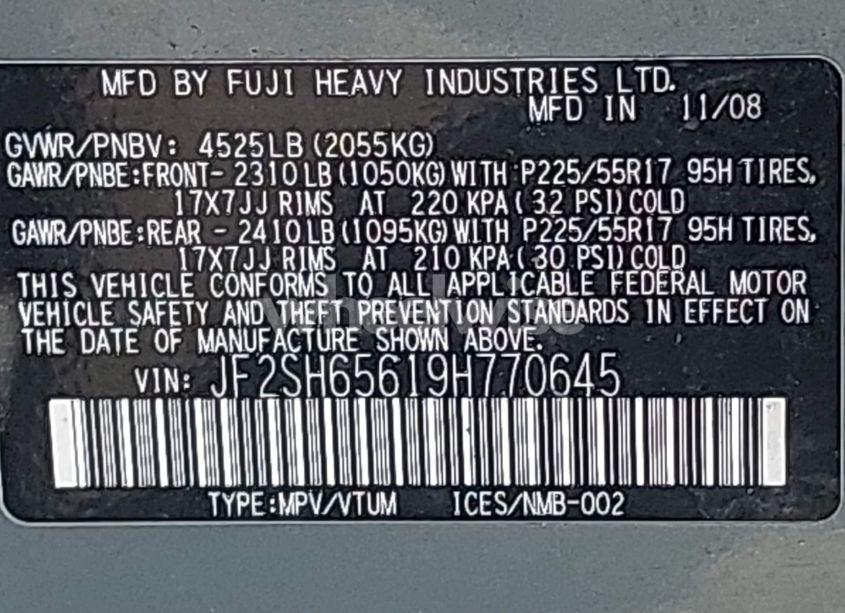 MFD BY FUJI HEAVY INDUSTRIES LTD.
MFD IN 11/08
GVWR/PNBV: 4525LB (2055KG)
GAWR/PNBE:FRONT- 2310 LB (1050KG) WITH P225/55R17 95H TIRES,
17X7JJ RIMS AT 220 KPA( 32 PSI) COLD
GAWR/PNBE:REAR - 2410 LB (1095KG) WITH P225/55R17 95H TIRES,
17X7JJ RIMS AT 210 KPA( 30 PSI) COLD
THIS VEHICLE CONFORMS TO ALL APPLICABLE FEDERAL MOTOR
VEHICLE SAFETY AND THEFT PREVENTION STANDARDS IN EFFECT ON
THE DATE OF MANUFACTURE SHOWN ABOVE.
VIN: JF2SH65619H770645
TYPE:MPV/VTUM ICES/NMB-002